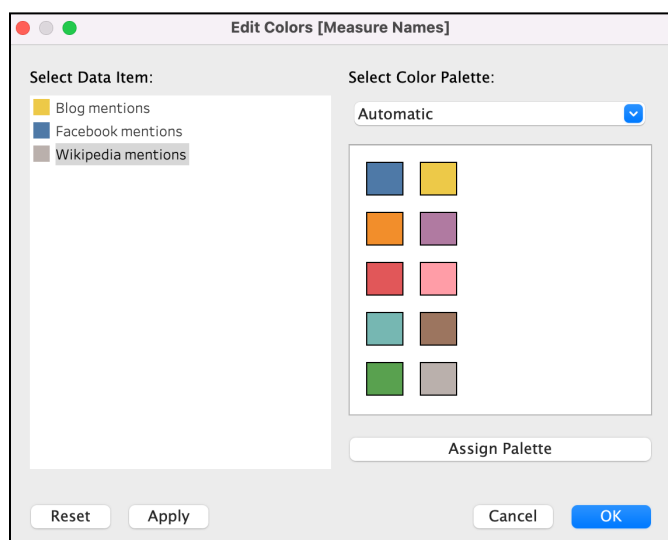 Edit Colors [Measure Names]
Select Data Item:
Blog mentions
Facebook mentions
Wikipedia mentions
Select Color Palette:
Automatic
Assign Palette
Reset
Apply
Cancel
OK